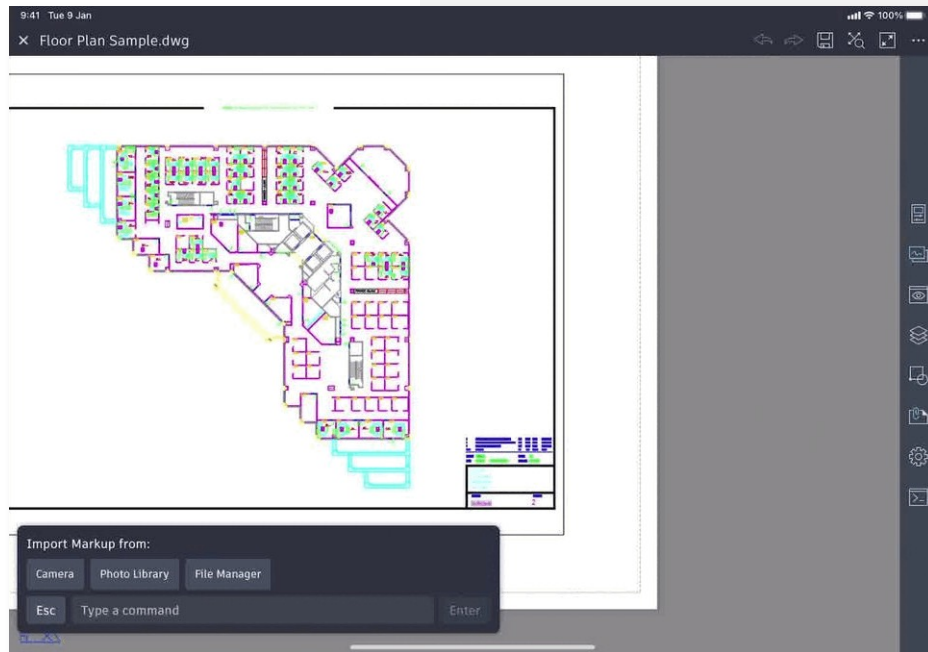 9:41 Tue 9 Jan
100%
× Floor Plan Sample.dwg
Import Markup from:
Camera Photo Library File Manager
Esc Type a command Enter